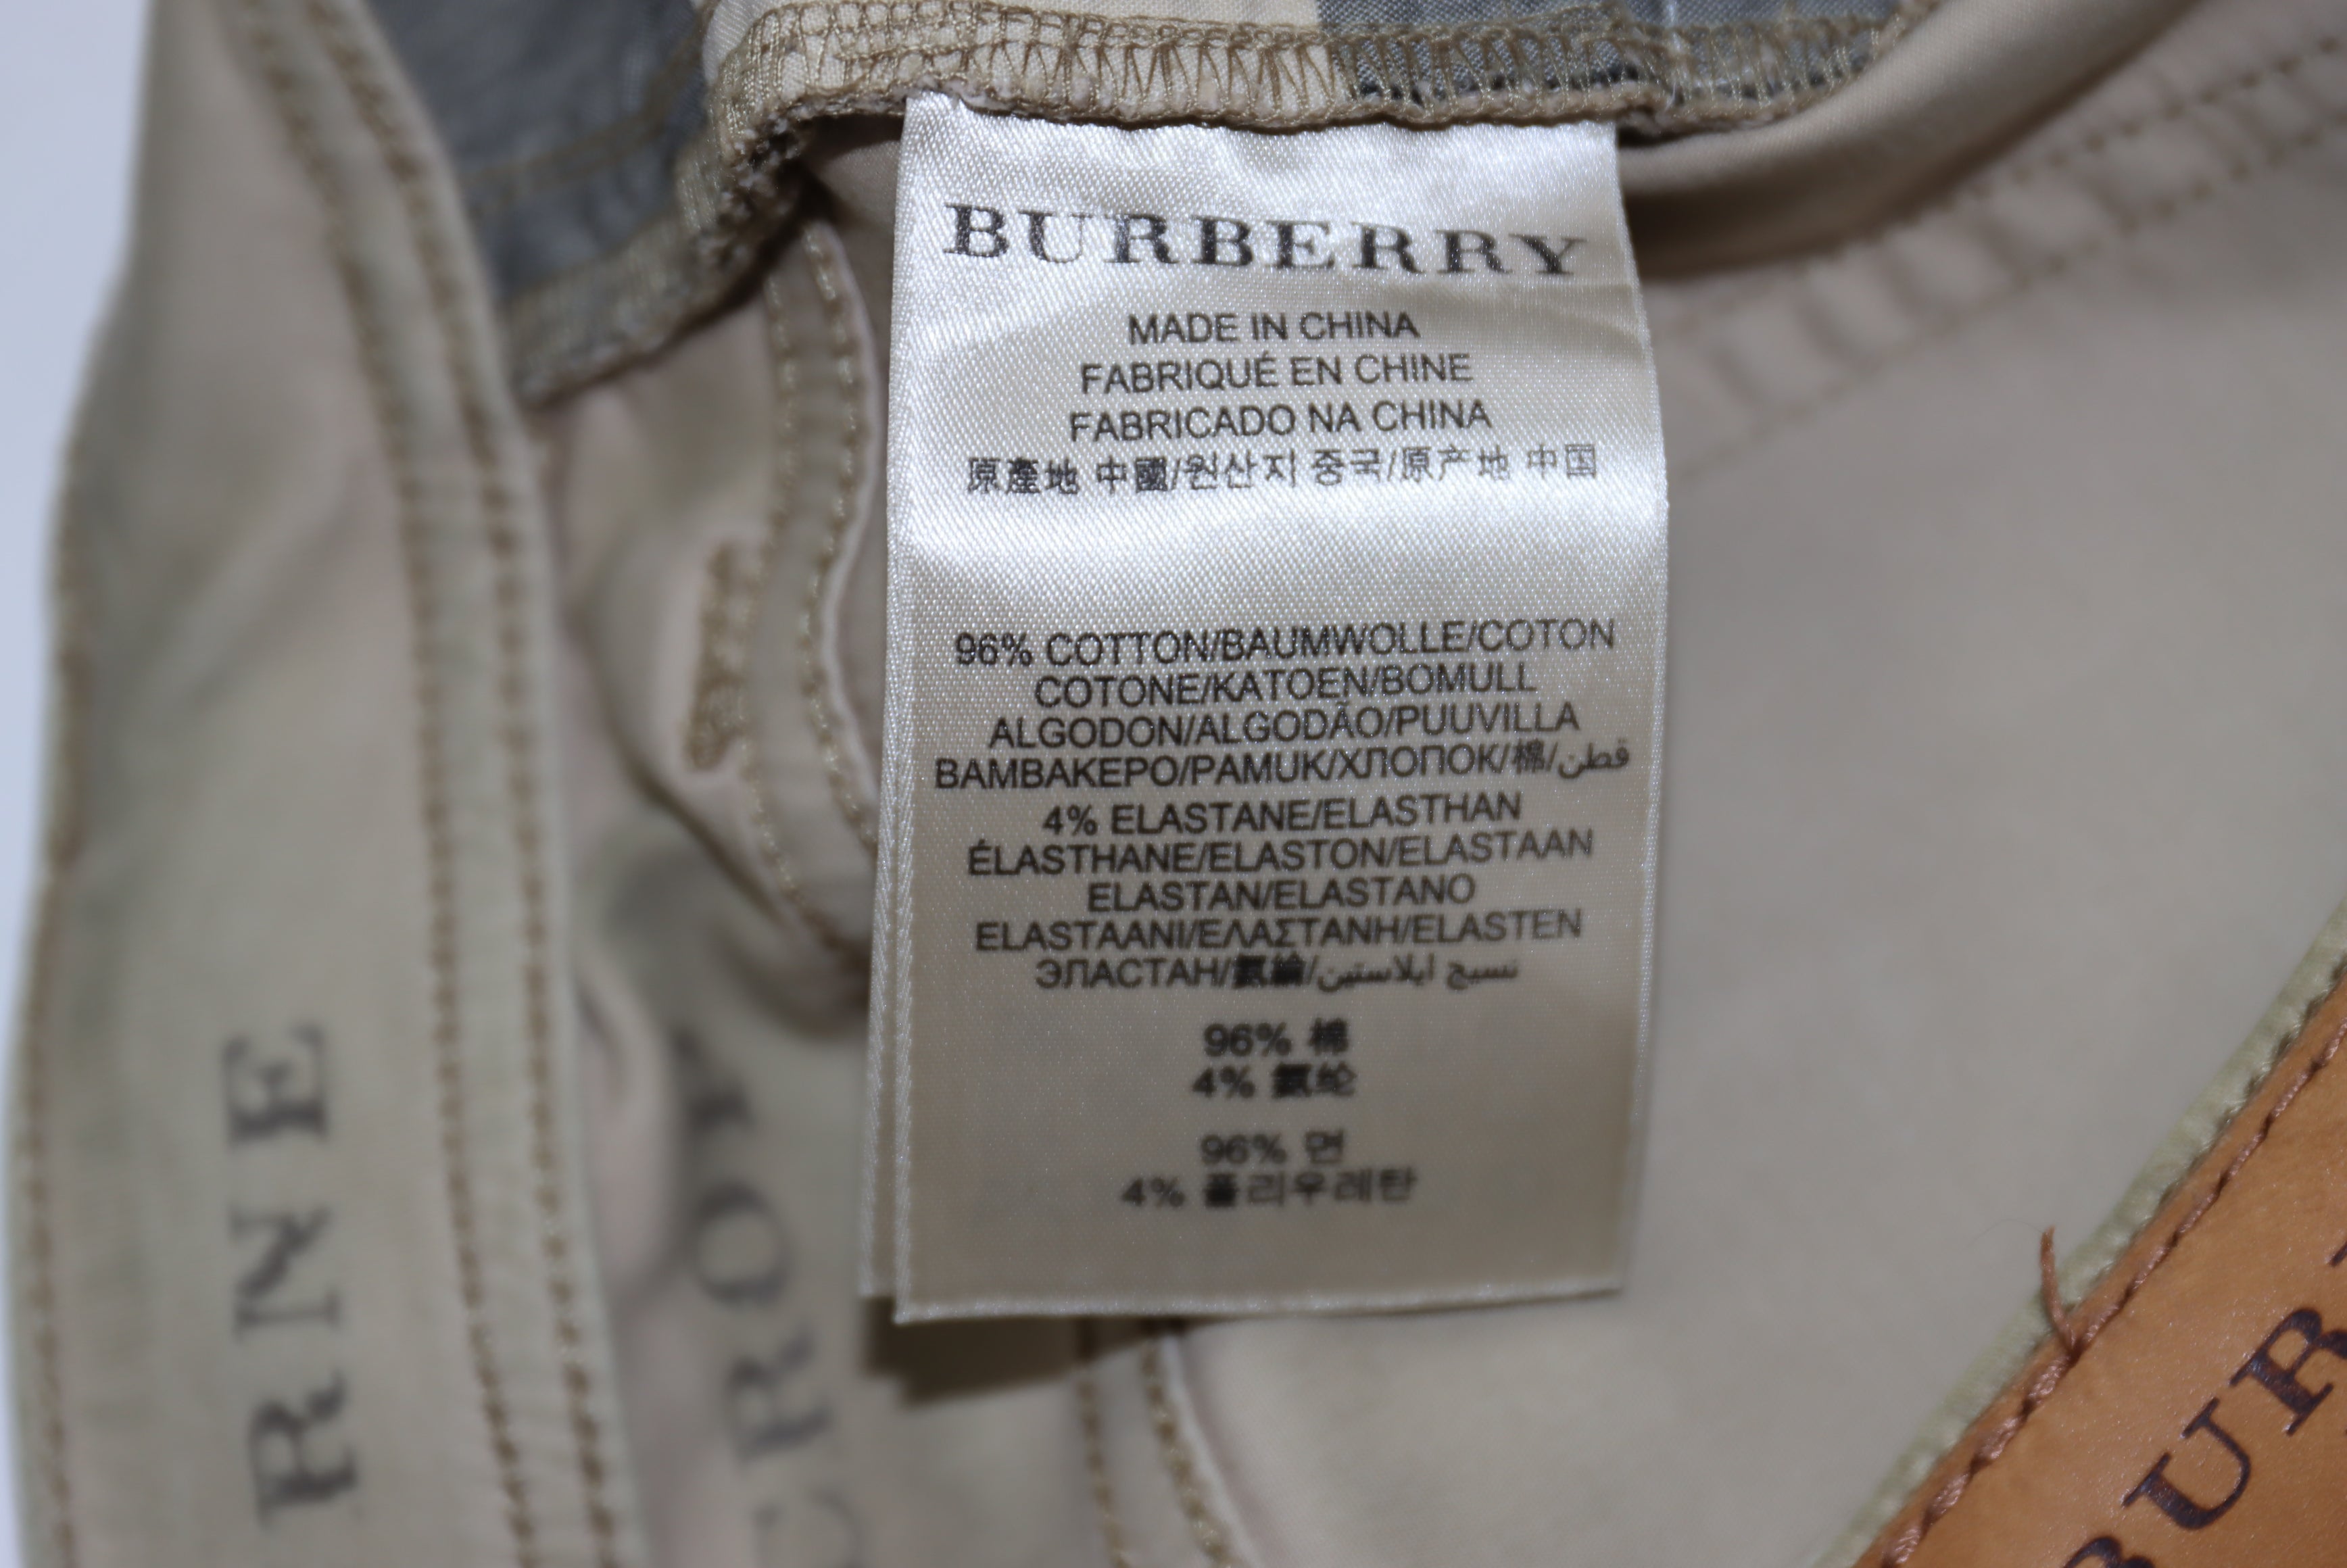 BURBERRY
MADE IN CHINA
FABRIQUÉ EN CHINE
FABRICADO NA CHINA
原產地 中國/원산지 중국/原产地 中国
96% COTTON/BAUMWOLLE/COTON
COTONE/KATOEN/BOMULL
ALGODON/ALGODÃO/PUUVILLA
BAMBAKEPO/PAMUK/ХЛОПОК/棉/قطن
4% ELASTANE/ELASTHAN
ÉLASTHANE/ELASTON/ELASTAAN
ELASTAN/ELASTANO
ELASTAANI/ΕΛΑΣΤΑΝΗ/ELASTEN
ЭЛАСТАН/氨綸/نسيج ايلاستين
96% 棉
4% 氨纶
96% 면
4% 폴리우레탄
RNE
ROY
BURB